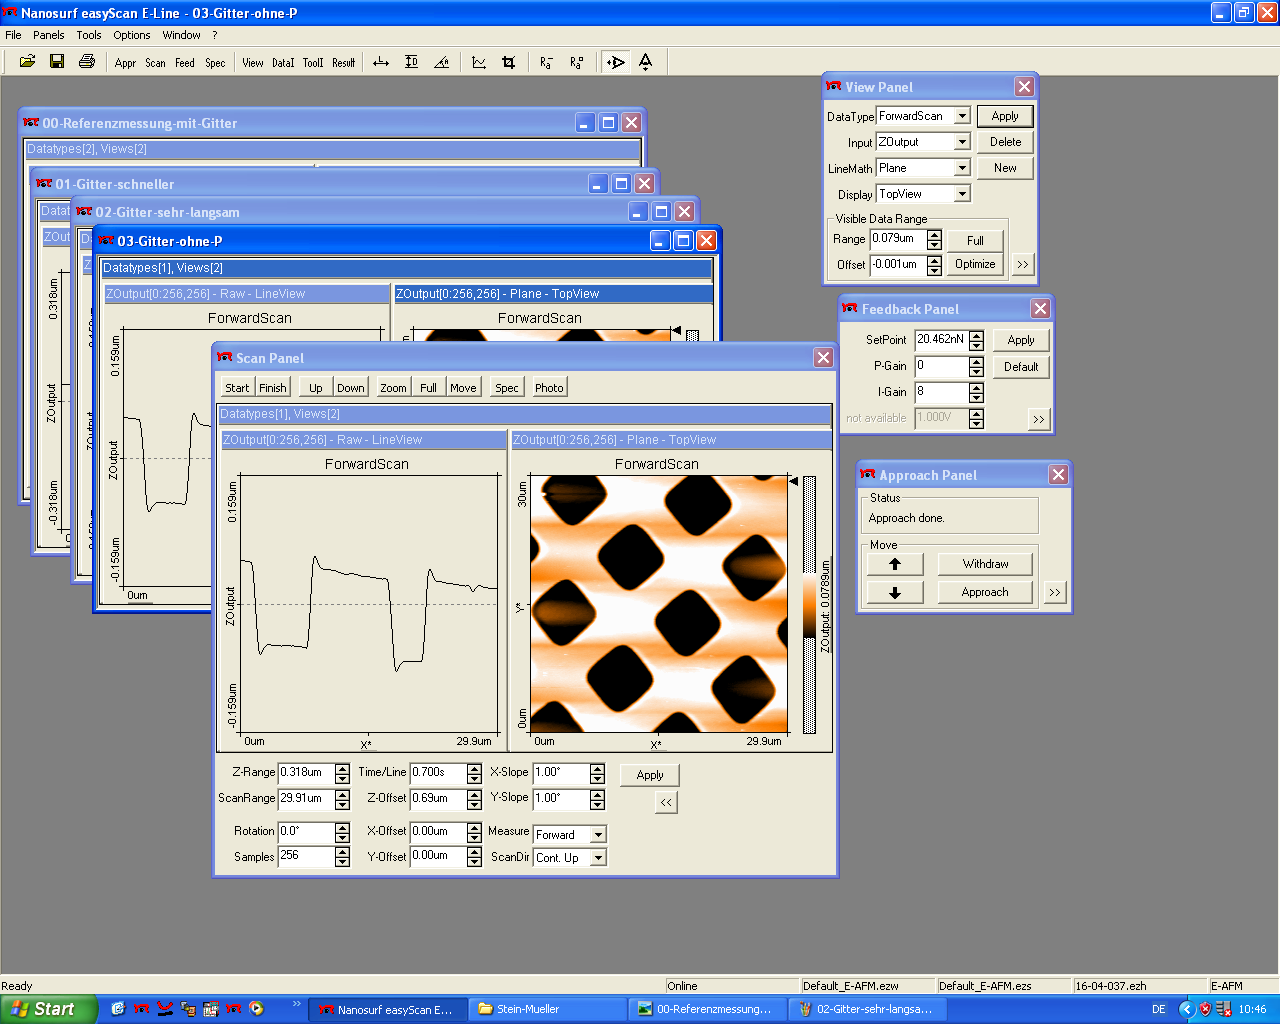 Nanosurf easyScan E-Line - 03-Gitter-ohne-P
File Panels Tools Options Window ?
Appr Scan Feed Spec View DataI ToolI Result
00-Referenzmessung-mit-Gitter
Datatypes[2], Views[2]
01-Gitter-schneller
02-Gitter-sehr-langsam
03-Gitter-ohne-P
Datatypes[1], Views[2]
ZOutput[0:256,256] - Raw - LineView
ZOutput[0:256,256] - Plane - TopView
ForwardScan
ForwardScan
0.318um
ZOutput
-0.318um
0.159um
ZOutput
-0.159um
0um
View Panel
DataType ForwardScan Apply
Input ZOutput Delete
LineMath Plane New
Display TopView
Visible Data Range
Range 0.079um Full
Offset -0.001um Optimize >>
Feedback Panel
SetPoint 20.462nN Apply
P-Gain 0 Default
I-Gain 8
not available 1.000V >>
Approach Panel
Status
Approach done.
Move
Withdraw
Approach >>
Scan Panel
Start Finish Up Down Zoom Full Move Spec Photo
Datatypes[1], Views[2]
ZOutput[0:256,256] - Raw - LineView
ZOutput[0:256,256] - Plane - TopView
ForwardScan
ForwardScan
0.159um
ZOutput
-0.159um
0um X* 29.9um
30um
Y*
0um
0um X* 29.9um
ZOutput: 0.0789um
Z-Range 0.318um Time/Line 0.700s X-Slope 1.00° Apply
ScanRange 29.91um Z-Offset 0.69um Y-Slope 1.00° <<
Rotation 0.0° X-Offset 0.00um Measure Forward
Samples 256 Y-Offset 0.00um ScanDir Cont. Up
Ready Online Default_E-AFM.ezw Default_E-AFM.ezs 16-04-037.ezh E-AFM
Start » Nanosurf easyScan E... Stein-Mueller 00-Referenzmessung... 02-Gitter-sehr-langsa... DE 10:46